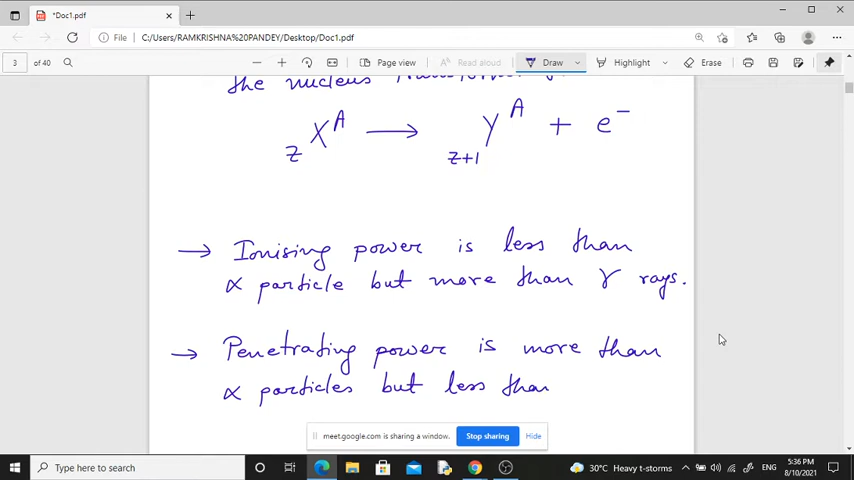 *Doc1.pdf
File
C:/Users/RAMKRISHNA%20PANDEY/Desktop/Doc1.pdf
3 of 40
Page view
Read aloud
Draw
Highlight
Erase
the nucleus
zXᴬ → z+1Yᴬ + e⁻
→ Ionising power is less than
α particle but more than γ rays.
→ Penetrating power is more than
α particles but less than
meet.google.com is sharing a window.
Stop sharing
Hide
Type here to search
30°C Heavy t-storms
ENG
5:36 PM
8/10/2021